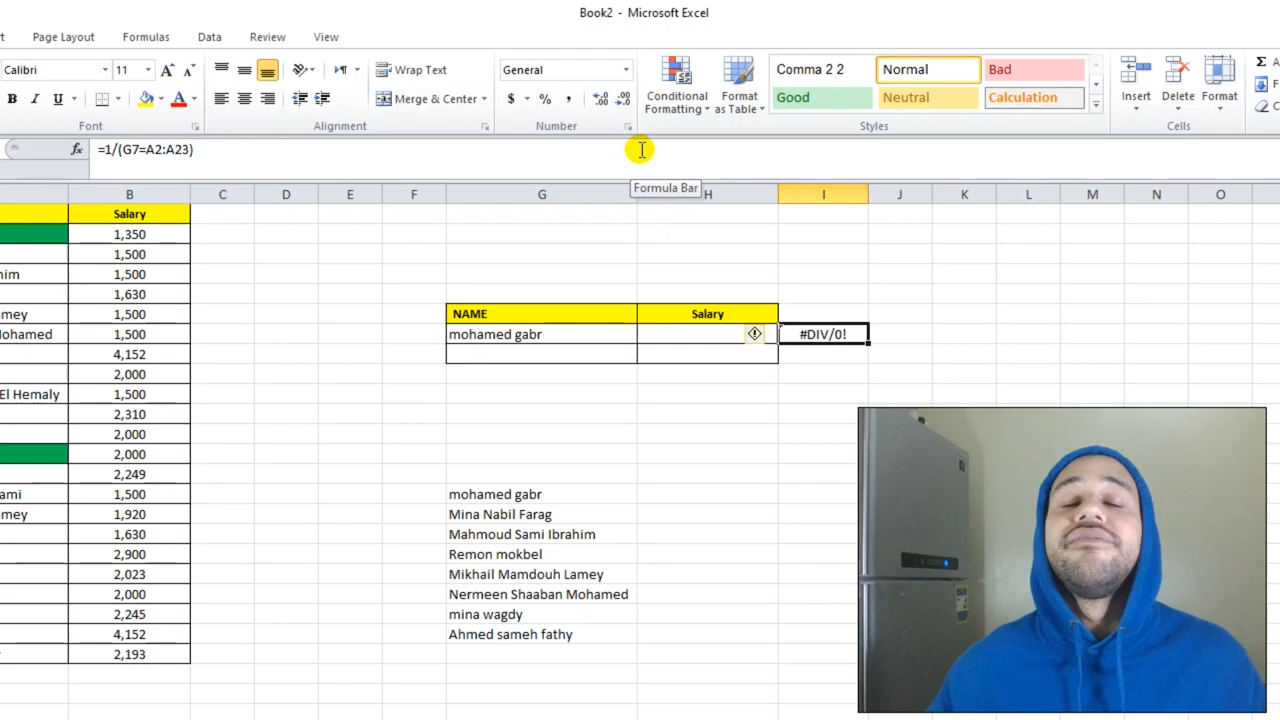 Book2 - Microsoft Excel
Page Layout Formulas Data Review View
Calibri 11 Wrap Text General Comma 2 2 Normal Bad
Merge & Center $ % , Conditional Formatting Format as Table Good Neutral Calculation Insert Delete Format
Font Alignment Number Styles Cells
fx =1/(G7=A2:A23)
Formula Bar
B C D E F G H I J K L M N O
Salary
1,350
1,500
him 1,500
1,630
mey 1,500 NAME Salary
Mohamed 1,500 mohamed gabr #DIV/0!
4,152
2,000
El Hemaly 1,500
2,310
2,000
2,000
2,249
ami 1,500 mohamed gabr
mey 1,920 Mina Nabil Farag
1,630 Mahmoud Sami Ibrahim
2,900 Remon mokbel
2,023 Mikhail Mamdouh Lamey
2,000 Nermeen Shaaban Mohamed
2,245 mina wagdy
4,152 Ahmed sameh fathy
2,193